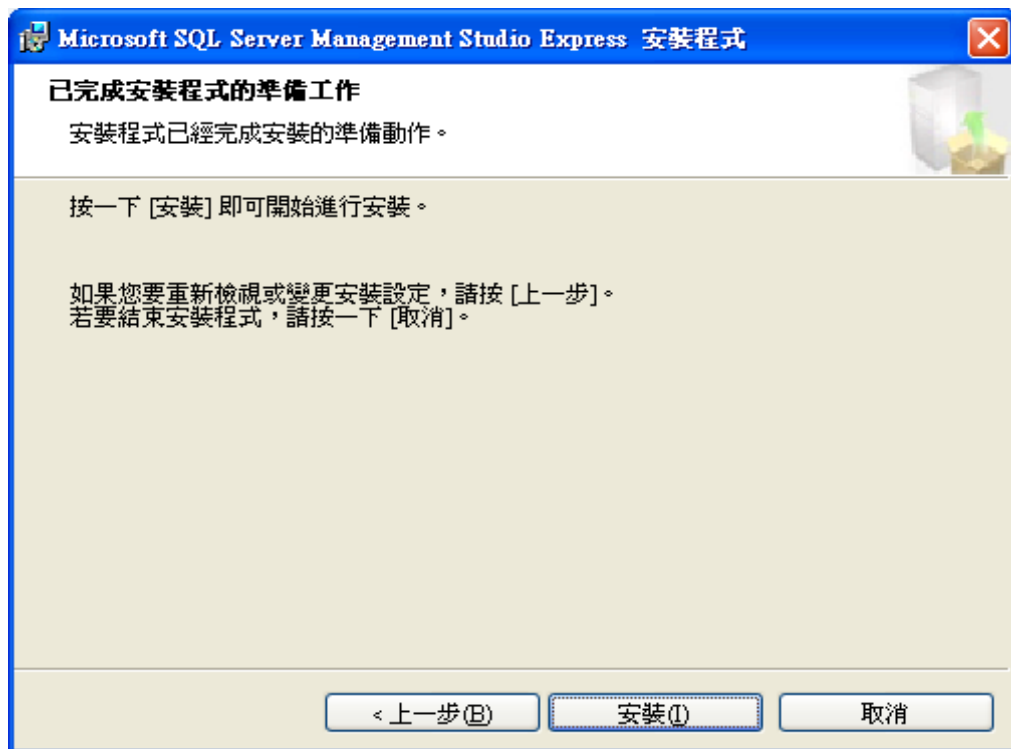 Microsoft SQL Server Management Studio Express 安裝程式
已完成安裝程式的準備工作
安裝程式已經完成安裝的準備動作。
按一下 [安裝] 即可開始進行安裝。
如果您要重新檢視或變更安裝設定，請按 [上一步]。
若要結束安裝程式，請按一下 [取消]。
< 上一步(B) 安裝(I) 取消